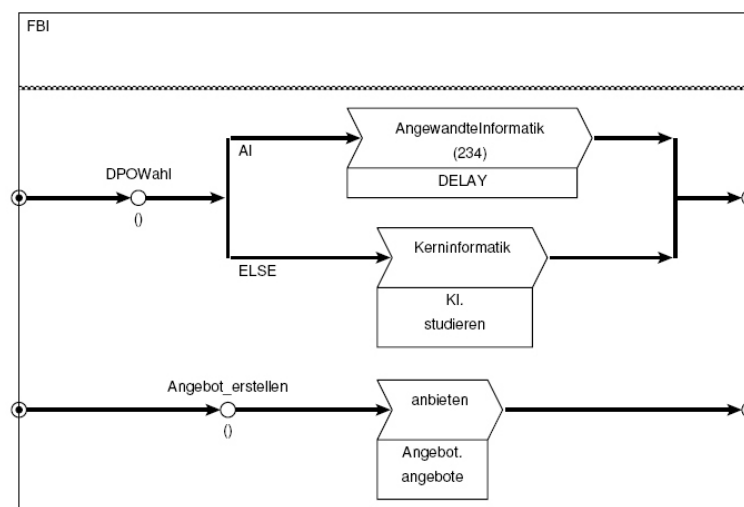 FBI
AngewandteInformatik
AI
(234)
DPOWahl
DELAY
()
Kerninformatik
ELSE
KI.
studieren
Angebot_erstellen
anbieten
()
Angebot.
angebote